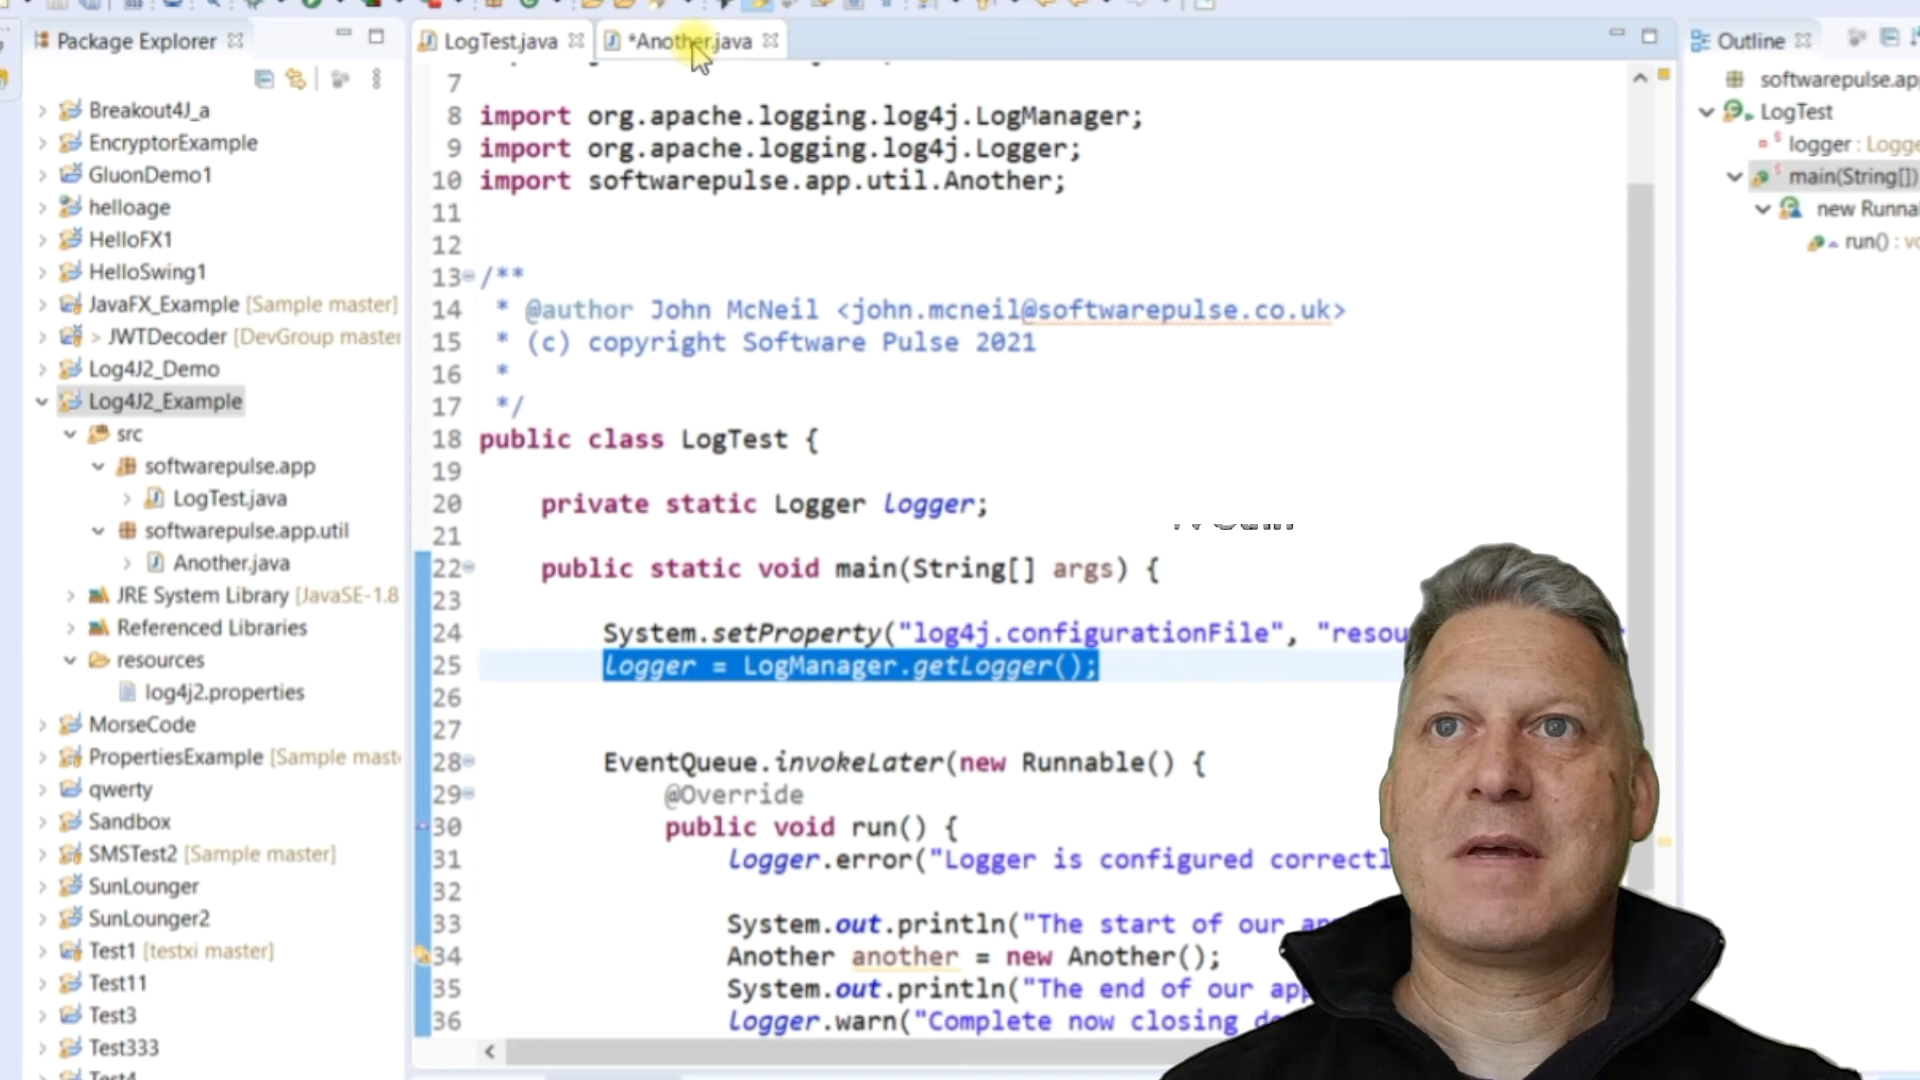 Package Explorer
LogTest.java
*Another.java
Outline
Breakout4J_a
EncryptorExample
GluonDemo1
helloage
HelloFX1
HelloSwing1
JavaFX_Example [Sample master]
> JWTDecoder [DevGroup master
Log4J2_Demo
Log4J2_Example
src
softwarepulse.app
LogTest.java
softwarepulse.app.util
Another.java
JRE System Library [JavaSE-1.8
Referenced Libraries
resources
log4j2.properties
MorseCode
PropertiesExample [Sample mast
qwerty
Sandbox
SMSTest2 [Sample master]
SunLounger
SunLounger2
Test1 [testxi master]
Test11
Test3
Test333
Test4
7
8 import org.apache.logging.log4j.LogManager;
9 import org.apache.logging.log4j.Logger;
10 import softwarepulse.app.util.Another;
11
12
13 /**
14 * @author John McNeil <john.mcneil@softwarepulse.co.uk>
15 * (c) copyright Software Pulse 2021
16 *
17 */
18 public class LogTest {
19
20 private static Logger logger;
21
22 public static void main(String[] args) {
23
24 System.setProperty("log4j.configurationFile", "resou
25 logger = LogManager.getLogger();
26
27
28 EventQueue.invokeLater(new Runnable() {
29 @Override
30 public void run() {
31 logger.error("Logger is configured correctl
32
33 System.out.println("The start of our ap
34 Another another = new Another();
35 System.out.println("The end of our app
36 logger.warn("Complete now closing do
softwarepulse.app
LogTest
logger : Logge
main(String[])
new Runna
run() : vo